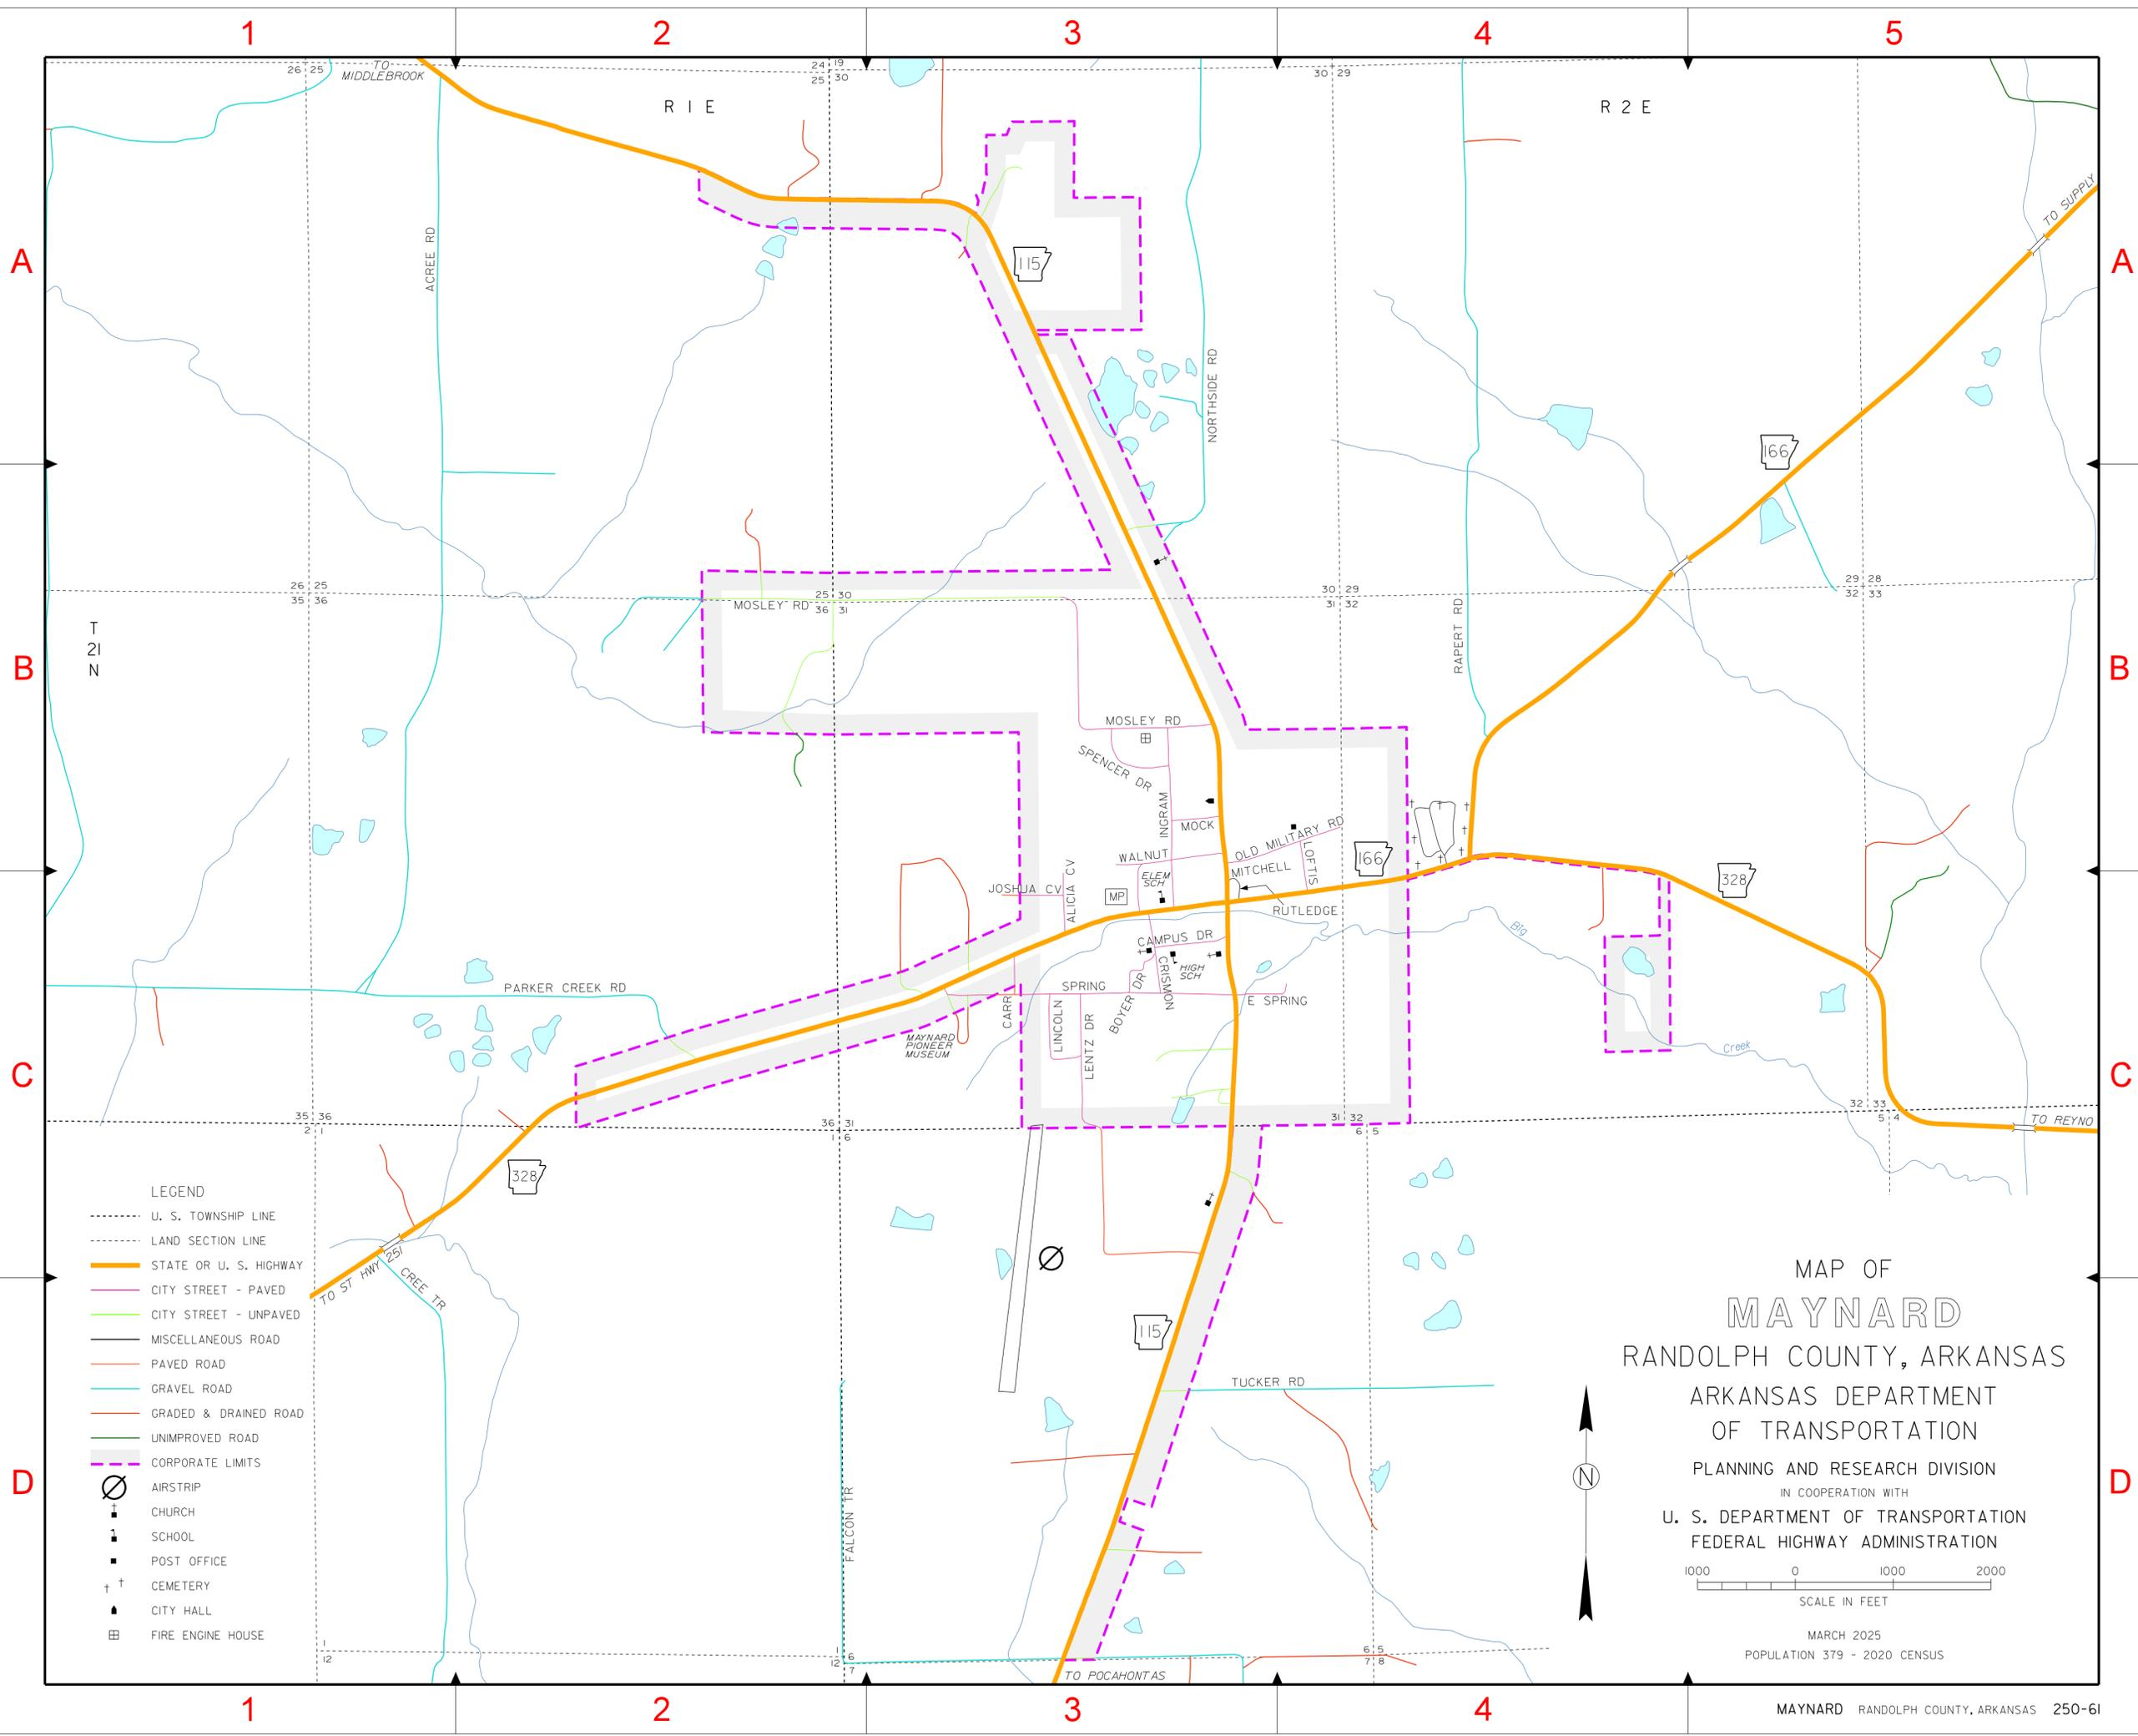 1 2 3 4 5
TO
MIDDLEBROOK
26 25
24 19
25 30
30 29
R 1 E
R 2 E
TO SUPPLY
A
A
ACREE RD
115
NORTHSIDE RD
166
26 25
35 36
25 30
36 31
30 29
31 32
29 28
32 33
MOSLEY RD
RAPERT RD
T
21
N
B
B
MOSLEY RD
SPENCER DR
INGRAM
MOCK
OLD MILITARY RD
WALNUT
MITCHELL
LOFTIS
166
ELEM
SCH
JOSHUA CV
ALICIA CV
MP
RUTLEDGE
328
CAMPUS DR
Big
HIGH
SCH
CRISMON
BOYER DR
PARKER CREEK RD
SPRING
E SPRING
CARR
LINCOLN
LENTZ DR
MAYNARD
PIONEER
MUSEUM
Creek
C
C
35 36
2 1
36 31
1 6
31 32
6 5
32 33
5 4
TO REYNO
328
TO ST HWY 251
CREE TR
115
TUCKER RD
FALCON TR
D
D
LEGEND
U. S. TOWNSHIP LINE
LAND SECTION LINE
STATE OR U. S. HIGHWAY
CITY STREET - PAVED
CITY STREET - UNPAVED
MISCELLANEOUS ROAD
PAVED ROAD
GRAVEL ROAD
GRADED & DRAINED ROAD
UNIMPROVED ROAD
CORPORATE LIMITS
AIRSTRIP
CHURCH
SCHOOL
POST OFFICE
CEMETERY
CITY HALL
FIRE ENGINE HOUSE
MAP OF
MAYNARD
RANDOLPH COUNTY, ARKANSAS
ARKANSAS DEPARTMENT
OF TRANSPORTATION
PLANNING AND RESEARCH DIVISION
IN COOPERATION WITH
U. S. DEPARTMENT OF TRANSPORTATION
FEDERAL HIGHWAY ADMINISTRATION
N
1000 0 1000 2000
SCALE IN FEET
MARCH 2025
POPULATION 379 - 2020 CENSUS
1
12
1 6
12 7
6 5
7 8
TO POCAHONTAS
1 2 3 4
MAYNARD RANDOLPH COUNTY, ARKANSAS 250-61